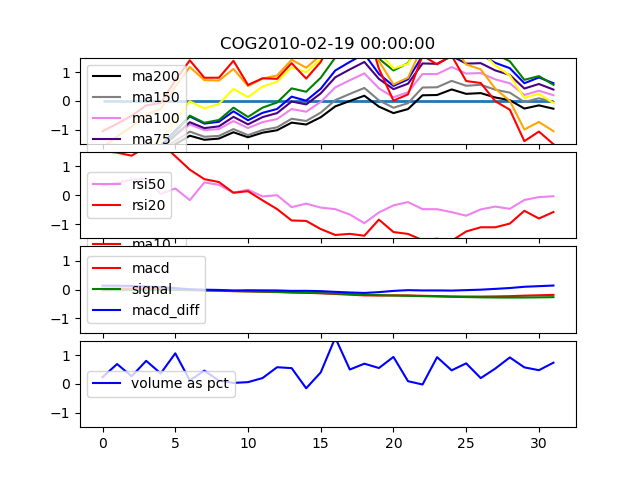 COG2010-02-19 00:00:00
1
0
−1
ma200
ma150
ma100
ma75
1
0
−1
rsi50
rsi20
ma10
1
0
−1
macd
signal
macd_diff
1
0
−1
volume as pct
0 5 10 15 20 25 30